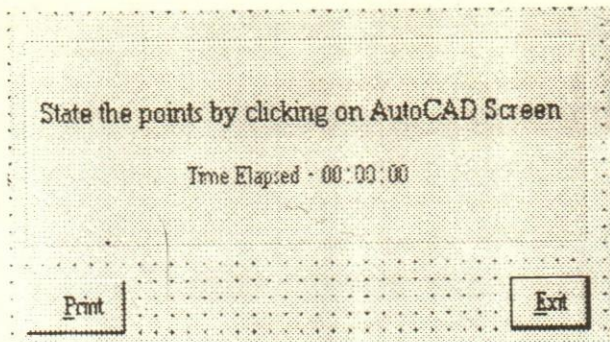 State the points by clicking on AutoCAD Screen
Time Elapsed - 00:00:00
Print
Exit